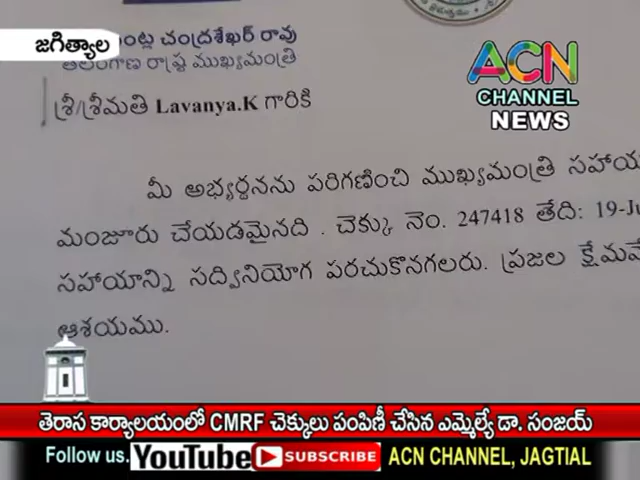 జగిత్యాల
చంద్రశేఖర్ రావు
తెలంగాణ రాష్ట్ర ముఖ్యమంత్రి
శ్రీ/శ్రీమతి Lavanya.K గారికి
ACN
CHANNEL
NEWS
మీ అభ్యర్ధనను పరిగణించి ముఖ్యమంత్రి సహాయ
మంజూరు చేయడమైనది . చెక్కు నెం. 247418 తేది: 19-Ju
సహాయాన్ని సద్వినియోగ పరచుకొనగలరు. ప్రజల క్షేమమే
ఆశయము.
తెరాస కార్యాలయంలో CMRF చెక్కులు పంపిణీ చేసిన ఎమ్మెల్యే డా. సంజయ్
Follow us. YouTube SUBSCRIBE ACN CHANNEL, JAGTIAL